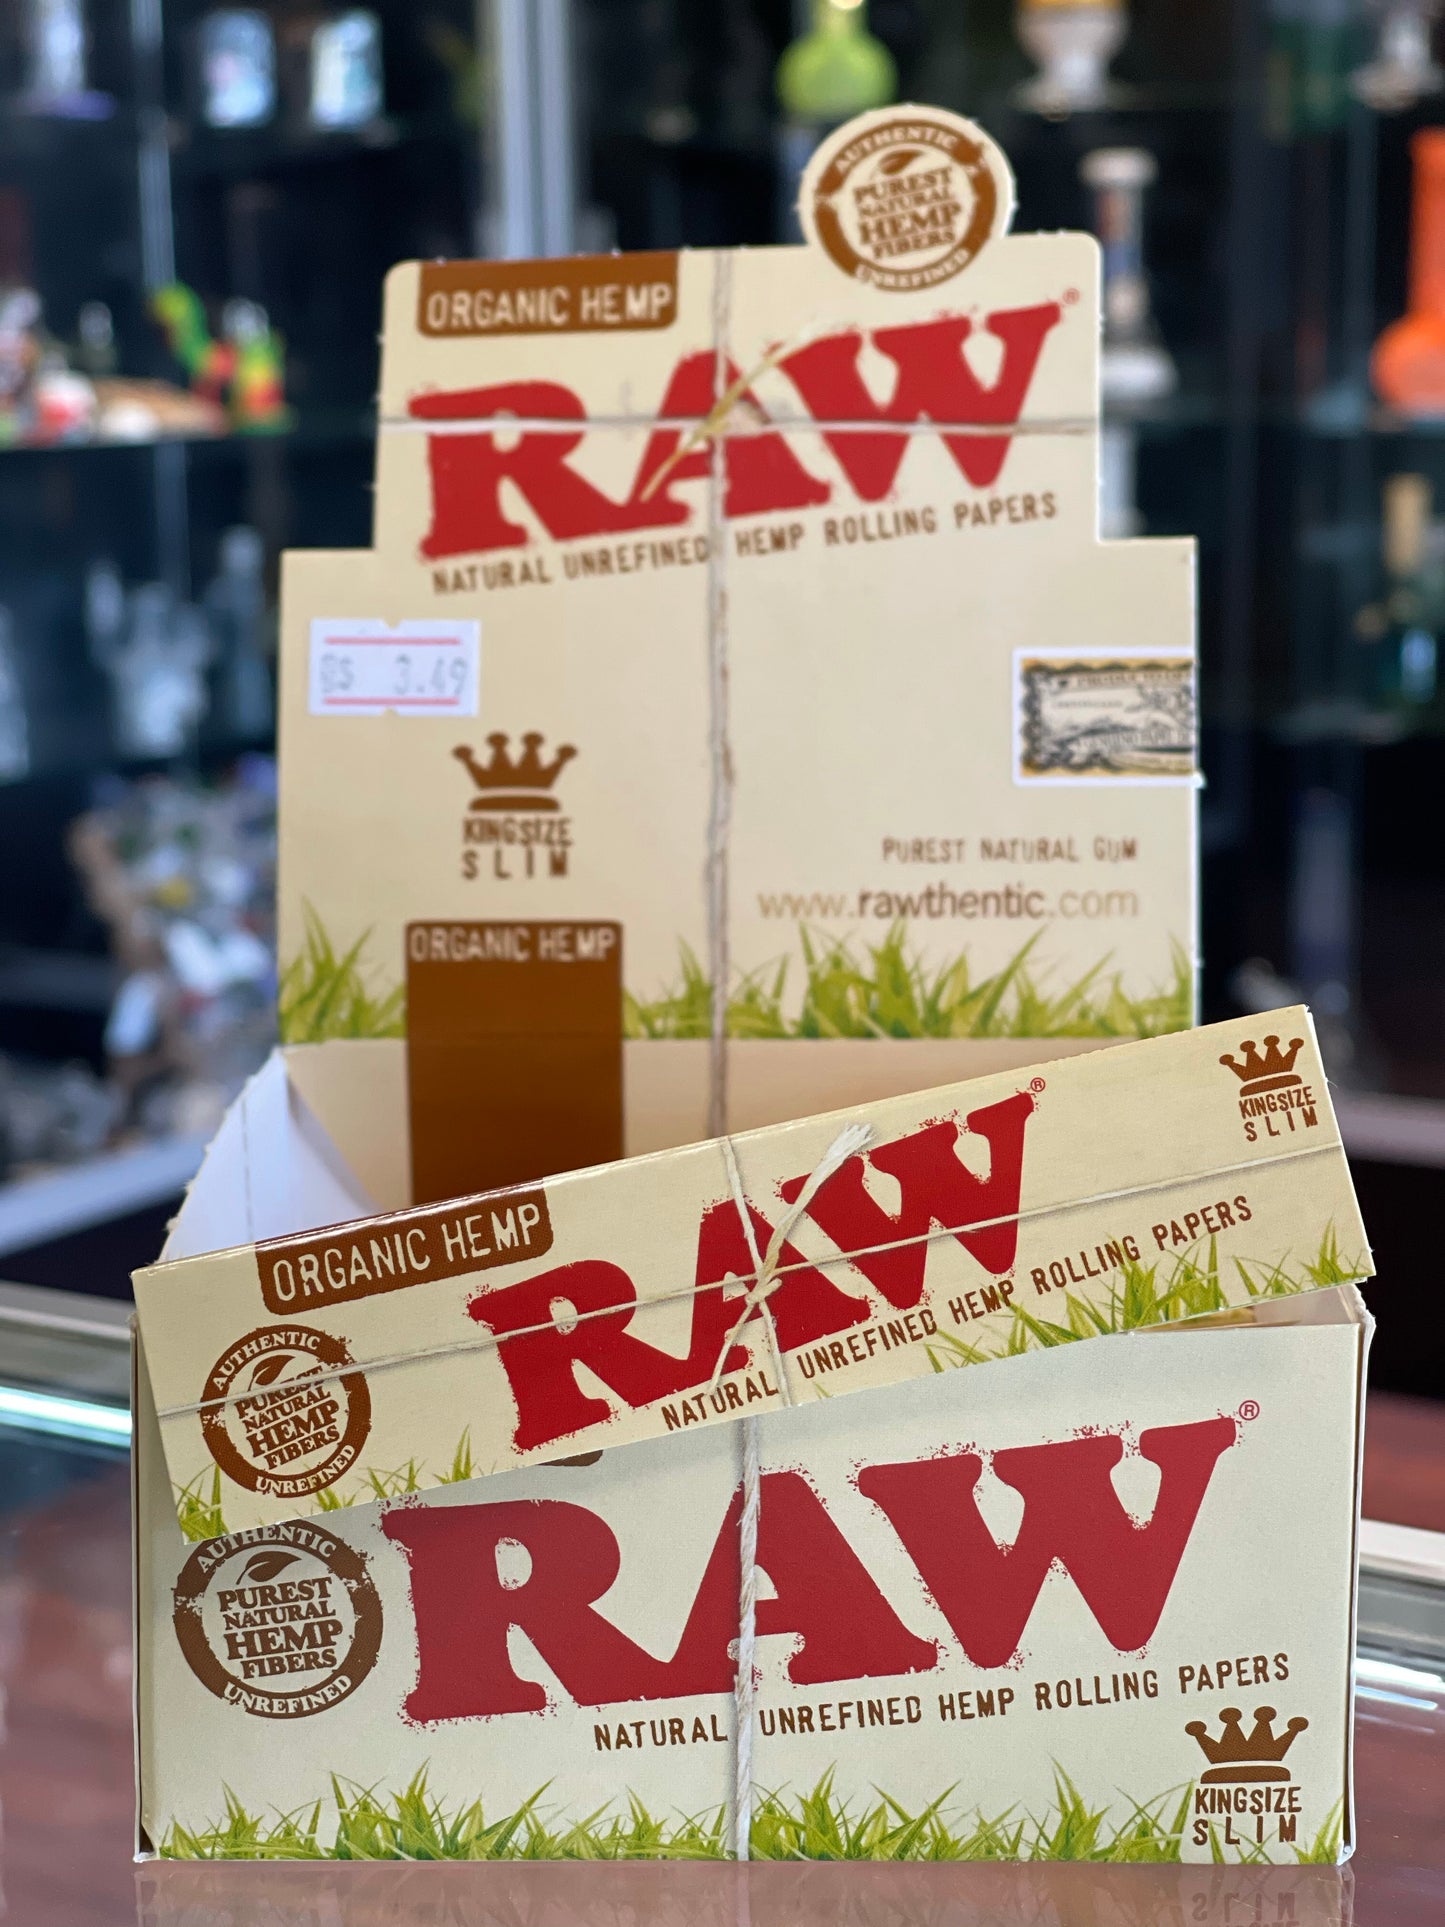 AUTHENTIC
PUREST
NATURAL
HEMP
FIBERS
UNREFINED
ORGANIC HEMP
RAW®
NATURAL UNREFINED HEMP ROLLING PAPERS
3.49
KINGSIZE
SLIM
PUREST NATURAL GUM
www.rawthentic.com
ORGANIC HEMP
KINGSIZE
SLIM
ORGANIC HEMP
RAW®
NATURAL UNREFINED HEMP ROLLING PAPERS
AUTHENTIC
PUREST
NATURAL
HEMP
FIBERS
UNREFINED
RAW®
AUTHENTIC
PUREST
NATURAL
HEMP
FIBERS
UNREFINED
NATURAL UNREFINED HEMP ROLLING PAPERS
KINGSIZE
SLIM